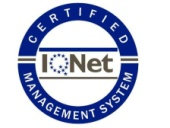 CERTIFIED
IQNet
MANAGEMENT SYSTEM